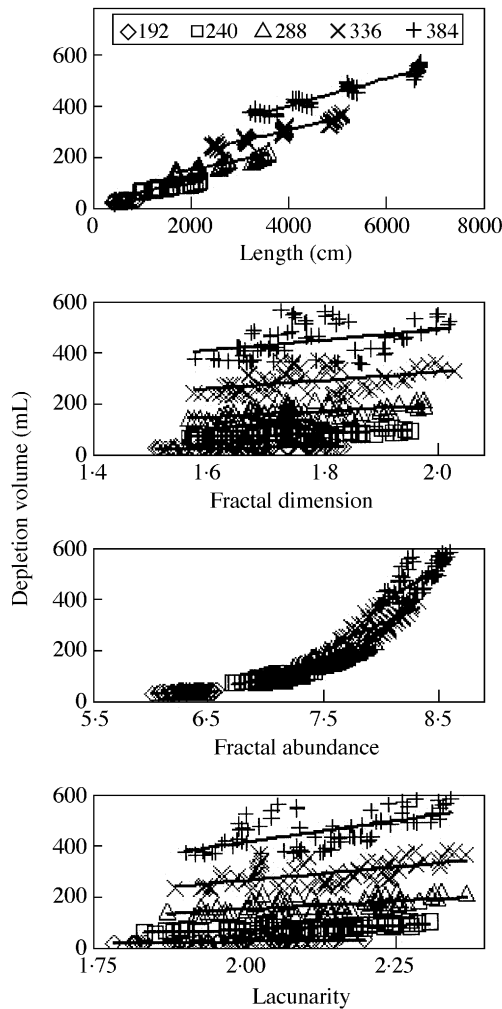 600
192 240 288 336 384
400
200
0
0 2000 4000 6000 8000
Length (cm)
600
400
200
0
1·4 1·6 1·8 2·0
Fractal dimension
Depletion volume (mL)
600
400
200
0
5·5 6·5 7·5 8·5
Fractal abundance
600
400
200
0
1·75 2·00 2·25
Lacunarity